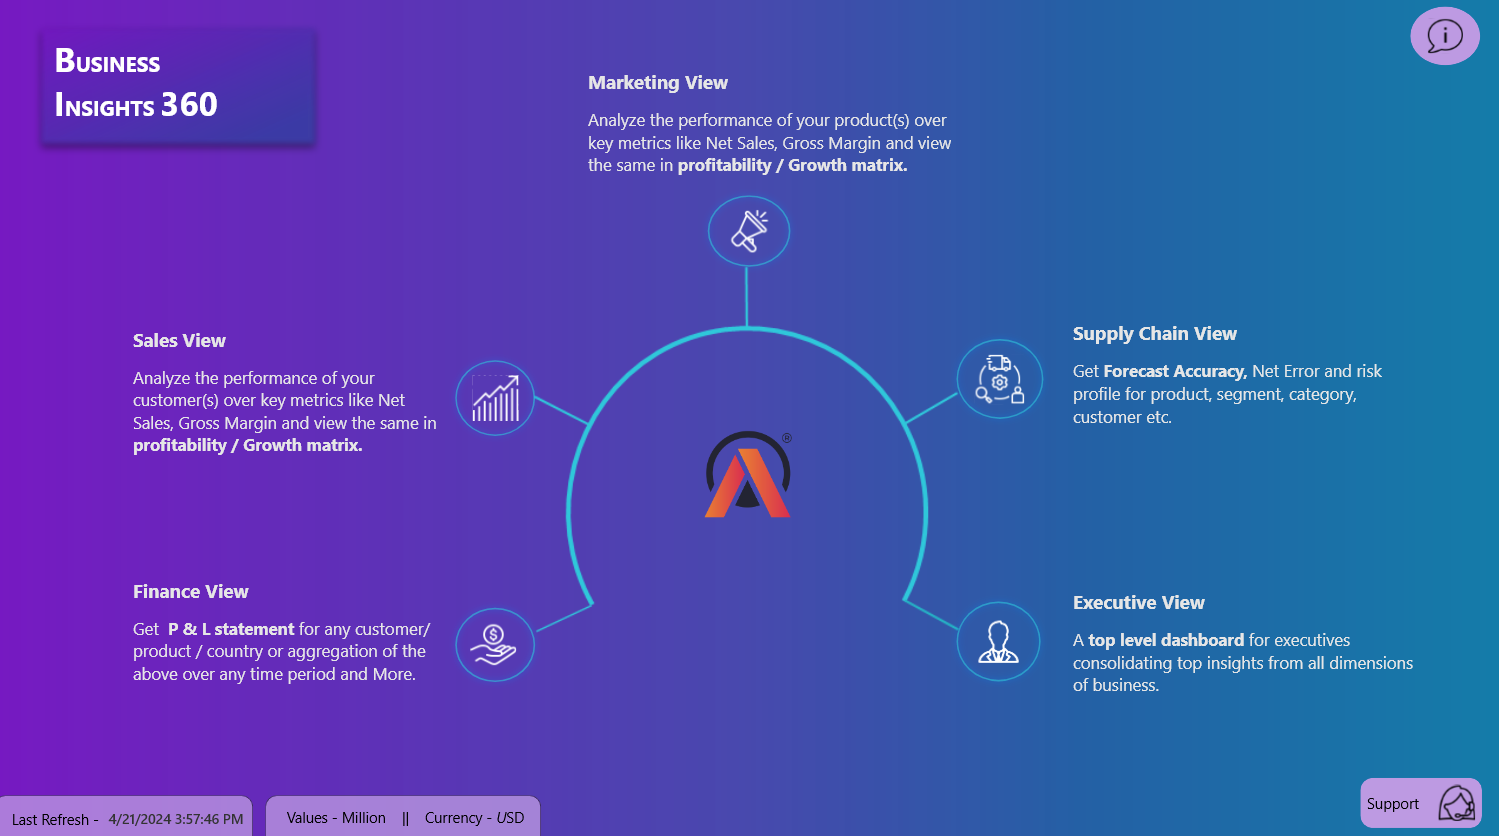 BUSINESS
INSIGHTS 360
Marketing View
Analyze the performance of your product(s) over
key metrics like Net Sales, Gross Margin and view
the same in profitability / Growth matrix.
Sales View
Analyze the performance of your
customer(s) over key metrics like Net
Sales, Gross Margin and view the same in
profitability / Growth matrix.
Supply Chain View
Get Forecast Accuracy, Net Error and risk
profile for product, segment, category,
customer etc.
®
Finance View
Get P & L statement for any customer/
product / country or aggregation of the
above over any time period and More.
Executive View
A top level dashboard for executives
consolidating top insights from all dimensions
of business.
Last Refresh - 4/21/2024 3:57:46 PM
Values - Million || Currency - USD
Support